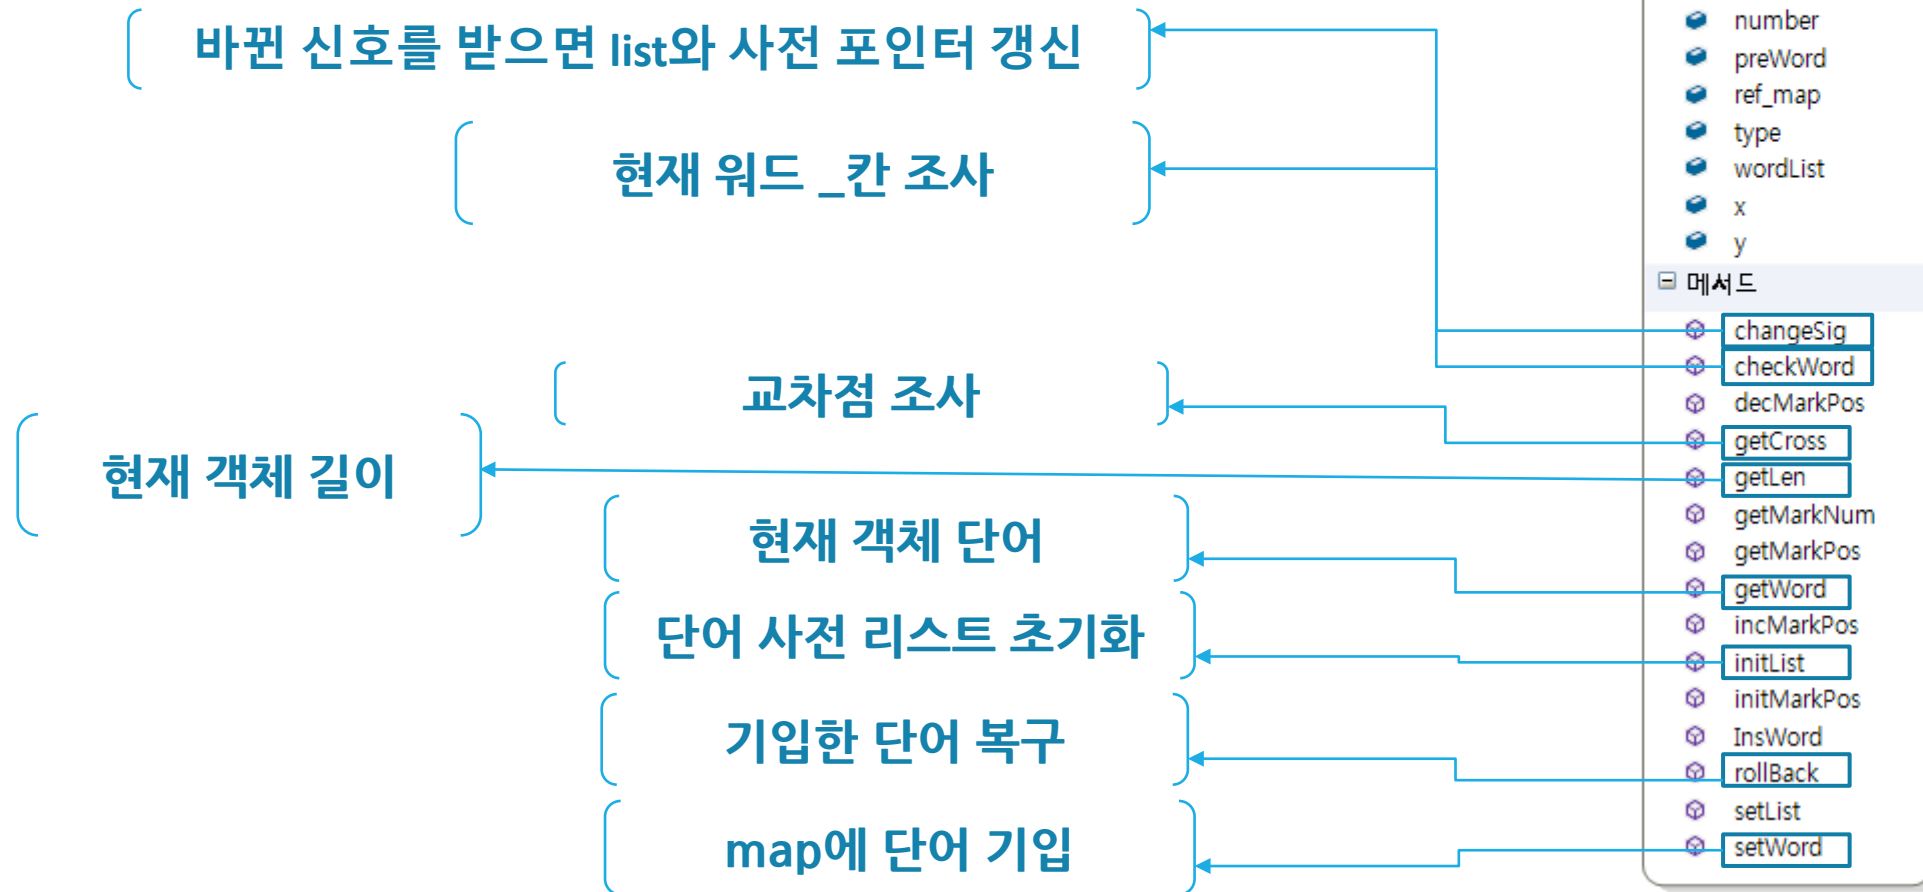 바뀐 신호를 받으면 list와 사전 포인터 갱신
현재 워드 _칸 조사
교차점 조사
현재 객체 길이
현재 객체 단어
단어 사전 리스트 초기화
기입한 단어 복구
map에 단어 기입
number
preWord
ref_map
type
wordList
x
y
메서드
changeSig
checkWord
decMarkPos
getCross
getLen
getMarkNum
getMarkPos
getWord
incMarkPos
initList
initMarkPos
InsWord
rollBack
setList
setWord